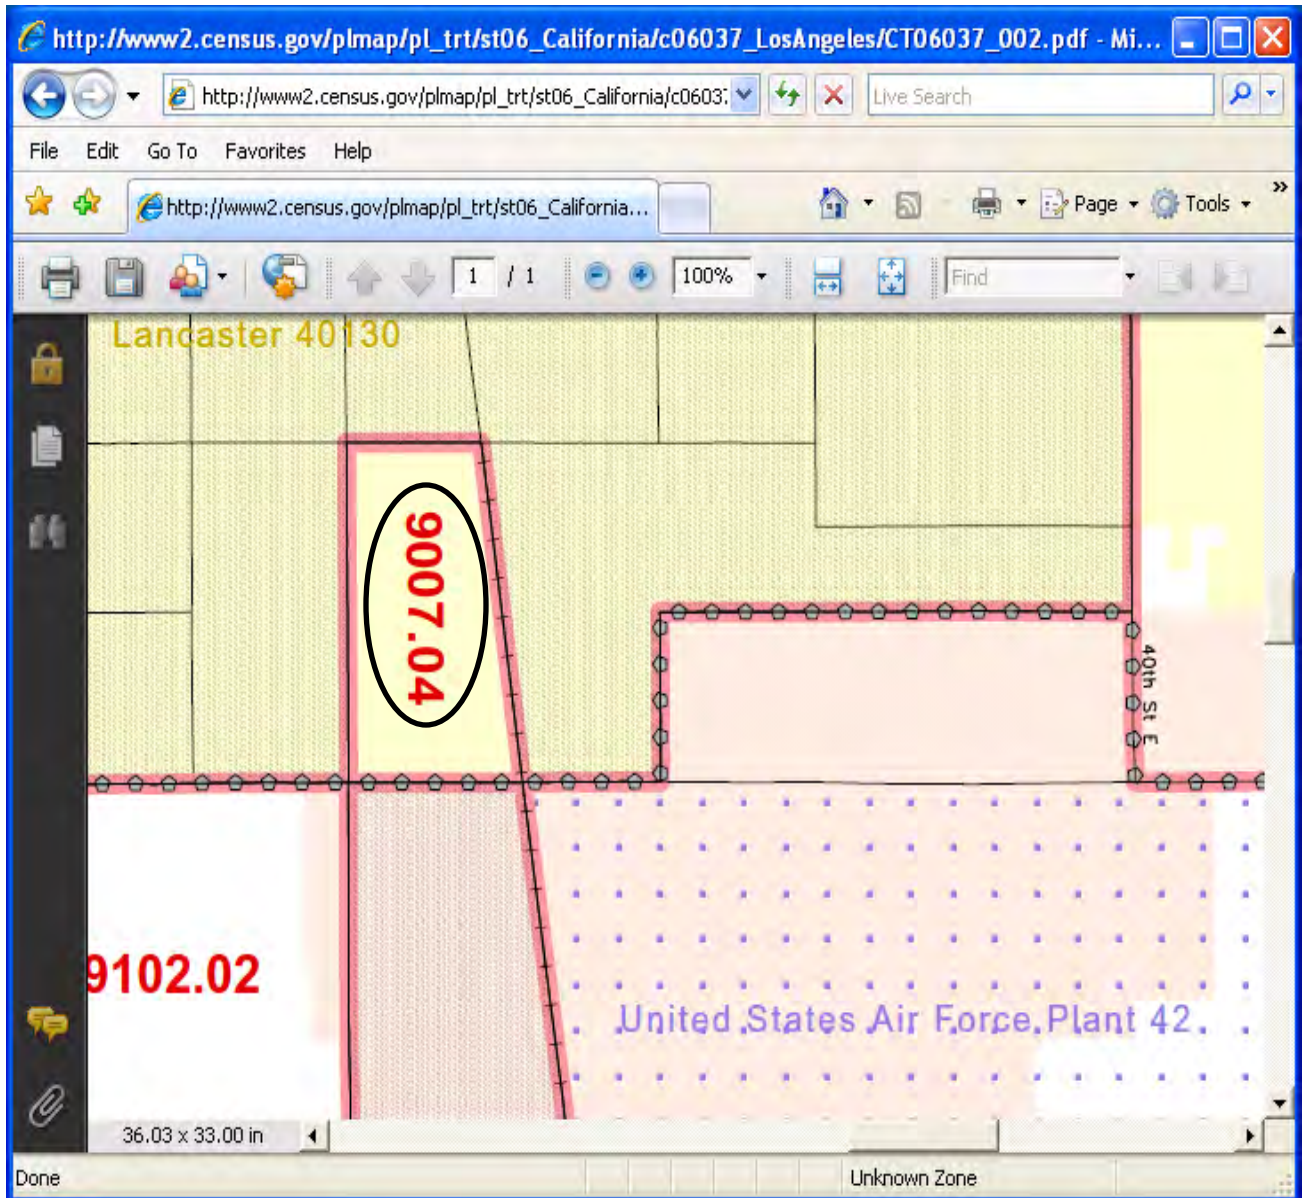 http://www2.census.gov/plmap/pl_trt/st06_California/c06037_LosAngeles/CT06037_002.pdf - Mi...
http://www2.census.gov/plmap/pl_trt/st06_California/c0603
Live Search
File Edit Go To Favorites Help
http://www2.census.gov/plmap/pl_trt/st06_California...
Page Tools »
1 / 1 100% Find
Lancaster 40130
9007.04
40th St E
9102.02
United States Air Force Plant 42
36.03 x 33.00 in
Done Unknown Zone